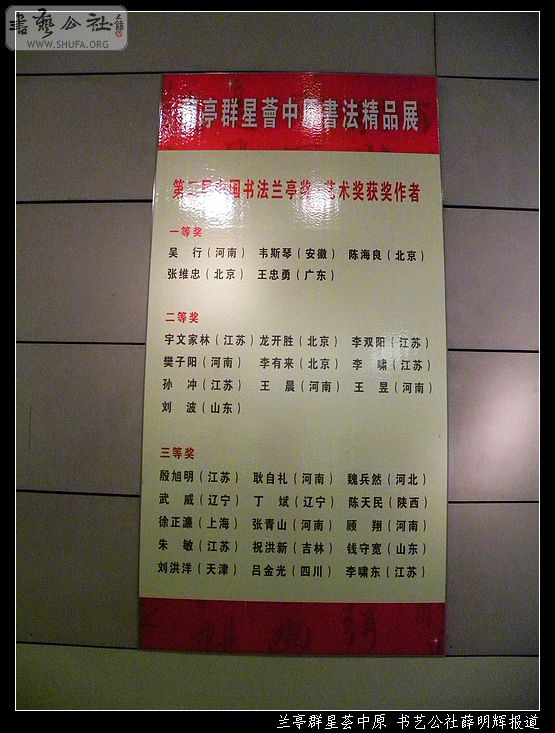 書藝公社
WWW.SHUFA.ORG
亭群星薈中原書法精品展
第三届中国书法兰亭奖·艺术奖获奖作者
一等奖
吴 行（河南） 韦斯琴（安徽） 陈海良（北京）
张维忠（北京） 王忠勇（广东）
二等奖
宇文家林（江苏）龙开胜（北京） 李双阳（江苏）
樊子阳（河南） 李有来（北京） 李 啸（江苏）
孙 冲（江苏） 王 晨（河南） 王 昱（河南）
刘 波（山东）
三等奖
殷旭明（江苏） 耿自礼（河南） 魏兵然（河北）
武 威（辽宁） 丁 斌（辽宁） 陈天民（陕西）
徐正濂（上海） 张青山（河南） 顾 翔（河南）
朱 敏（江苏） 祝洪新（吉林） 钱守宽（山东）
刘洪洋（天津） 吕金光（四川） 李啸东（江苏）
兰亭群星荟中原 书艺公社薛明辉报道